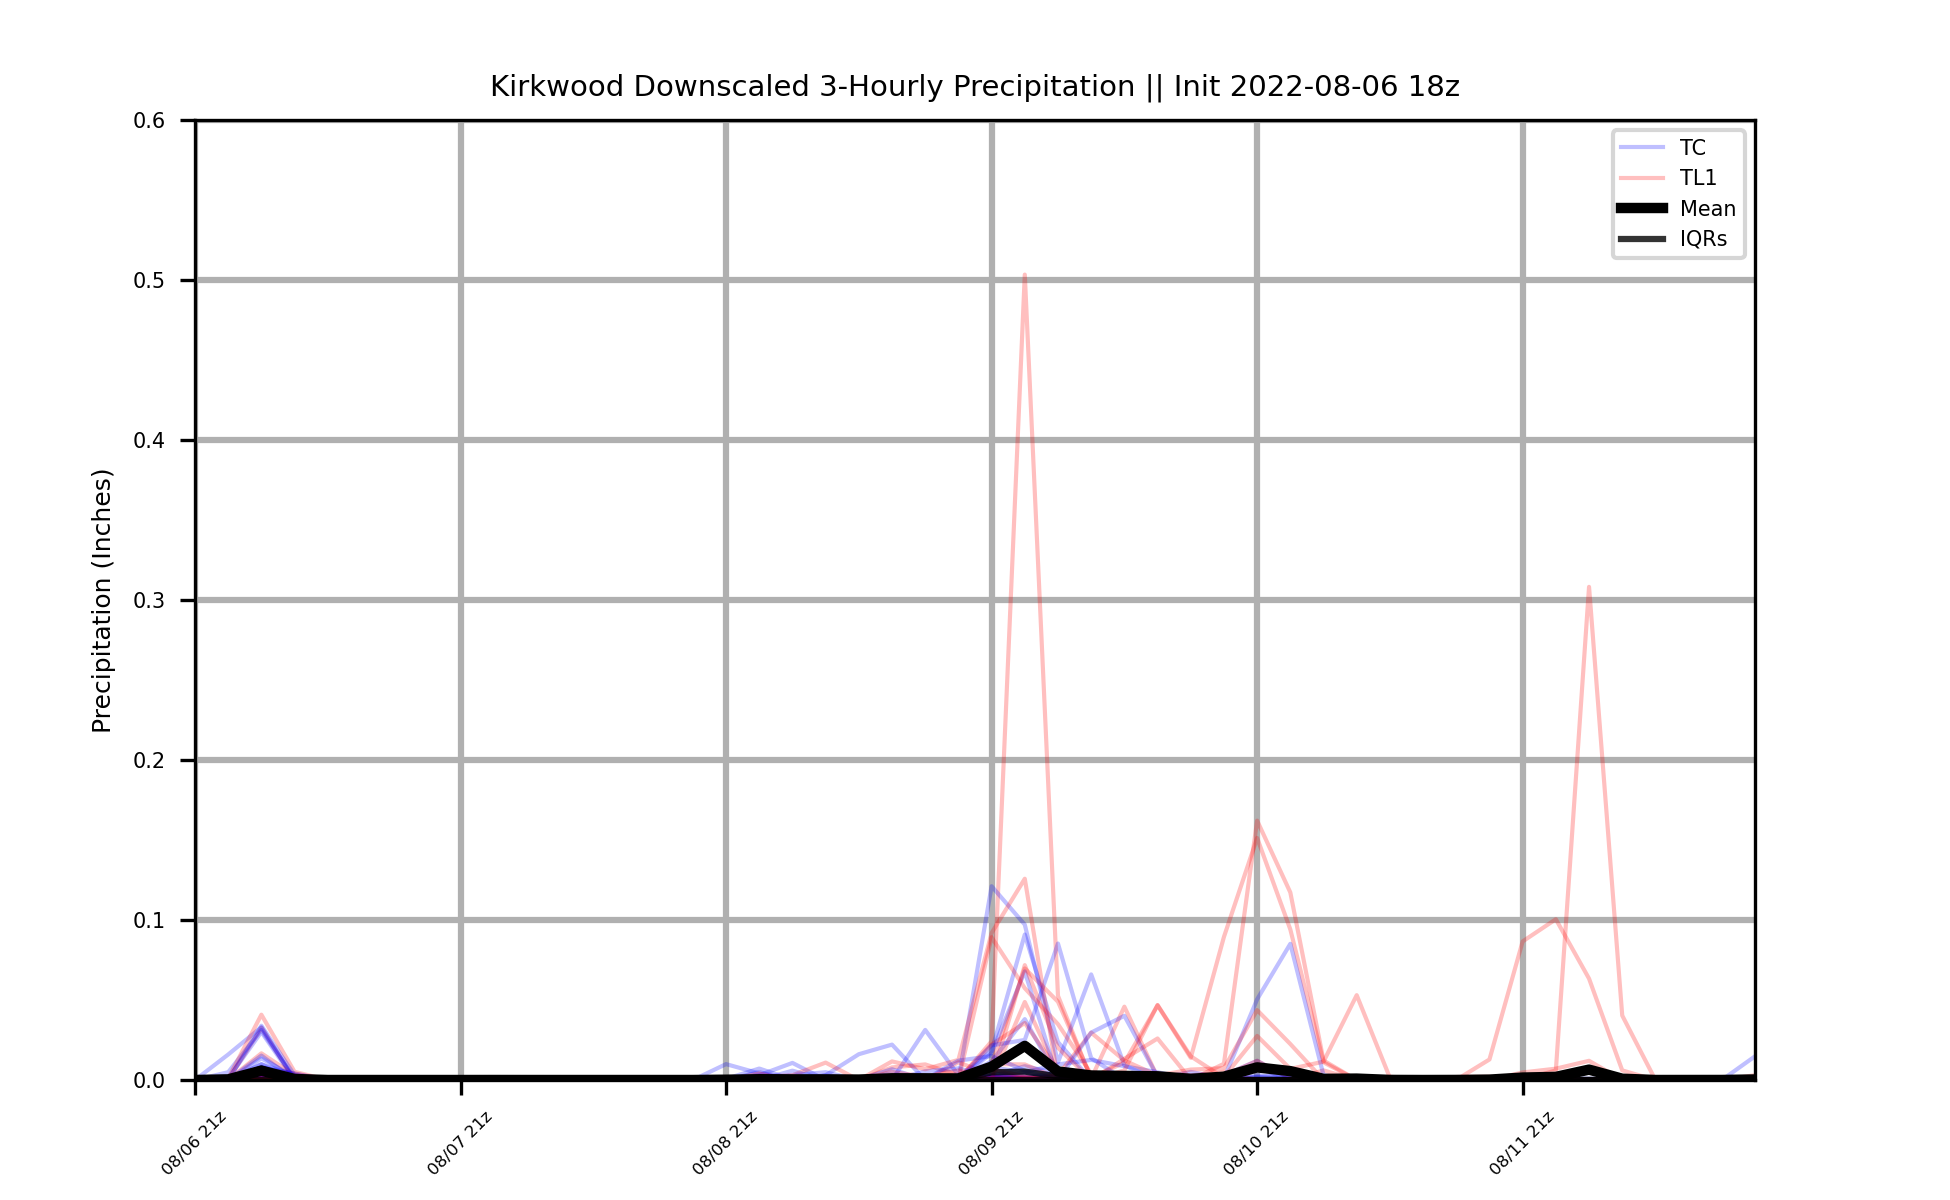 Kirkwood Downscaled 3-Hourly Precipitation || Init 2022-08-06 18z
Precipitation (Inches)
0.6
0.5
0.4
0.3
0.2
0.1
0.0
TC
TL1
Mean
IQRs
08/06 21z
08/07 21z
08/08 21z
08/09 21z
08/10 21z
08/11 21z